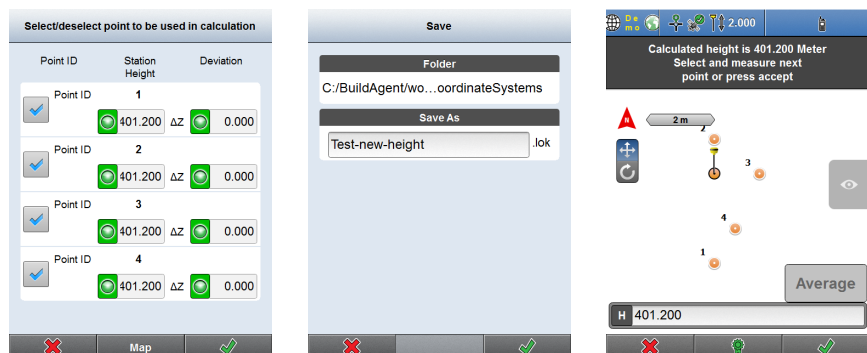 Select/deselect point to be used in calculation
Point ID Station Height Deviation
Point ID 1
401.200 ΔZ 0.000
Point ID 2
401.200 ΔZ 0.000
Point ID 3
401.200 ΔZ 0.000
Point ID 4
401.200 ΔZ 0.000
Map
Save
Folder
C:/BuildAgent/wo...oordinateSystems
Save As
Test-new-height .lok
De mo 2.000
Calculated height is 401.200 Meter
Select and measure next
point or press accept
N 2 m
2
3
4
1
Average
H 401.200